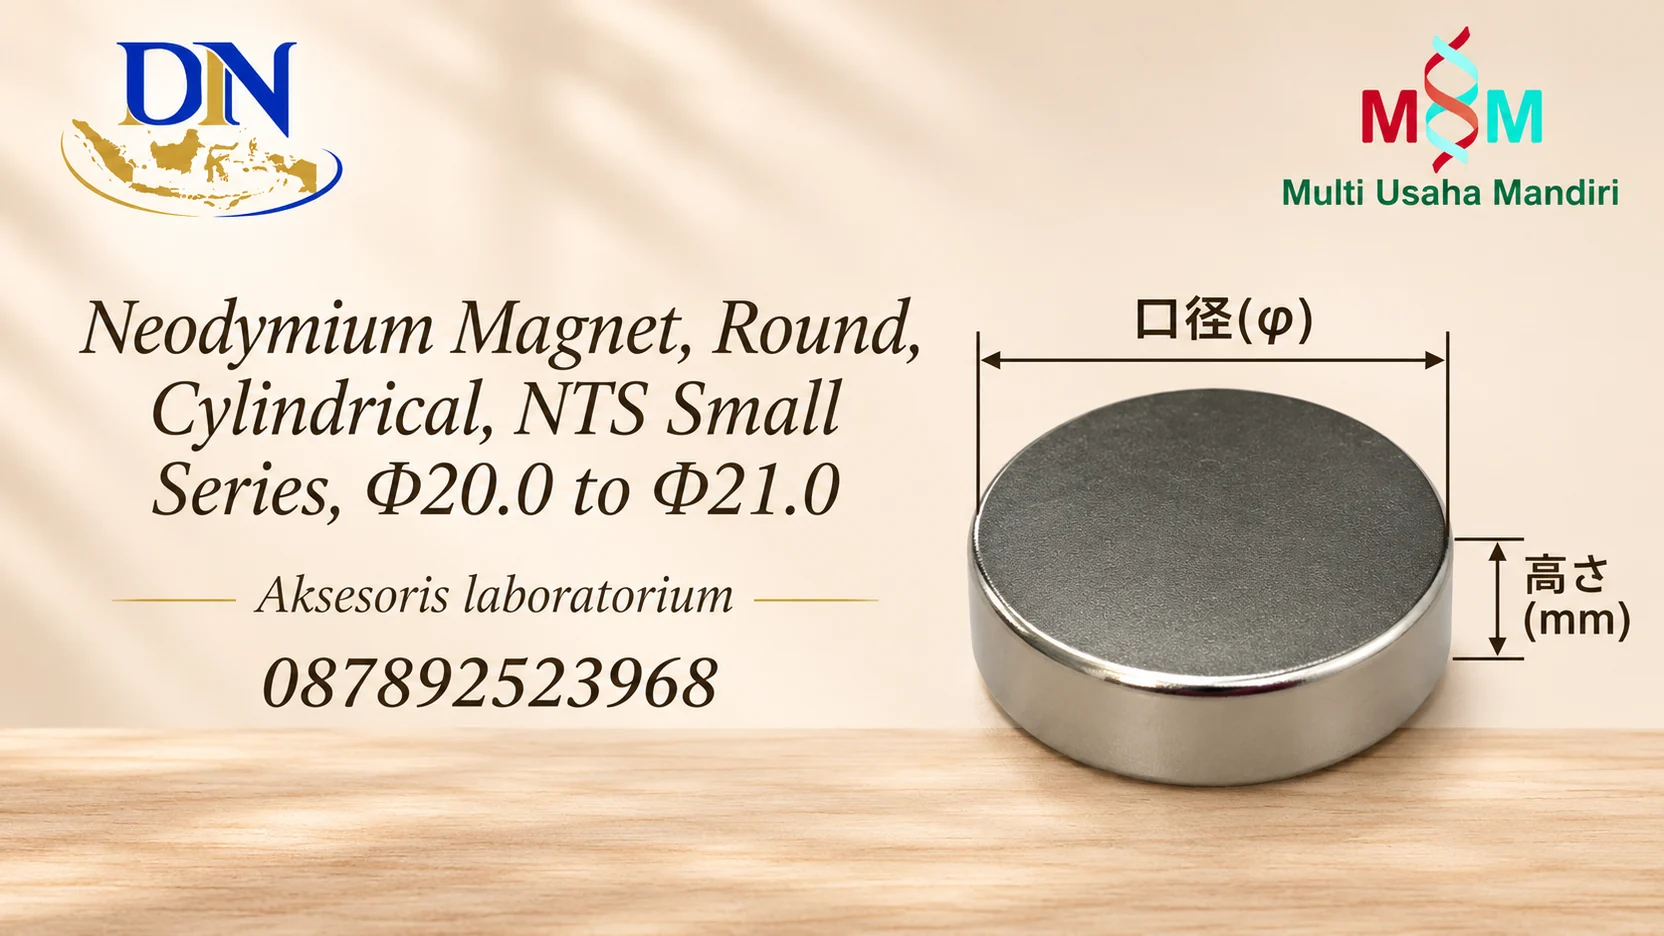 DIN
MSM
Multi Usaha Mandiri
Neodymium Magnet, Round,
Cylindrical, NTS Small
Series, Φ20.0 to Φ21.0
Aksesoris laboratorium
087892523968
口径(φ)
高さ
(mm)